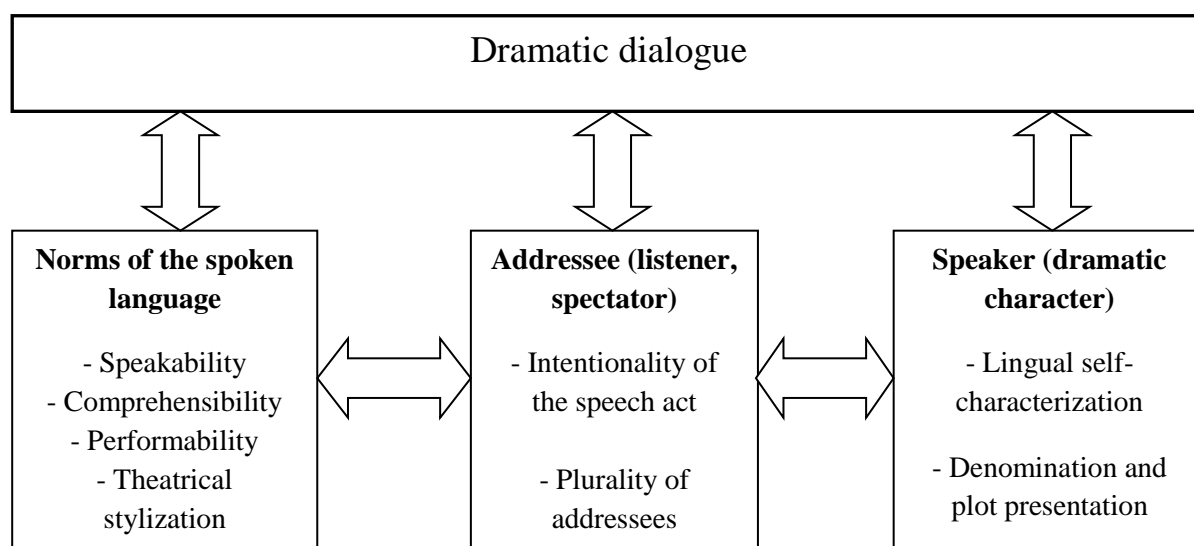 Dramatic dialogue
Norms of the spoken
language
- Speakability
- Comprehensibility
- Performability
- Theatrical
stylization
Addressee (listener,
spectator)
- Intentionality of
the speech act
- Plurality of
addressees
Speaker (dramatic
character)
- Lingual self-
characterization
- Denomination and
plot presentation